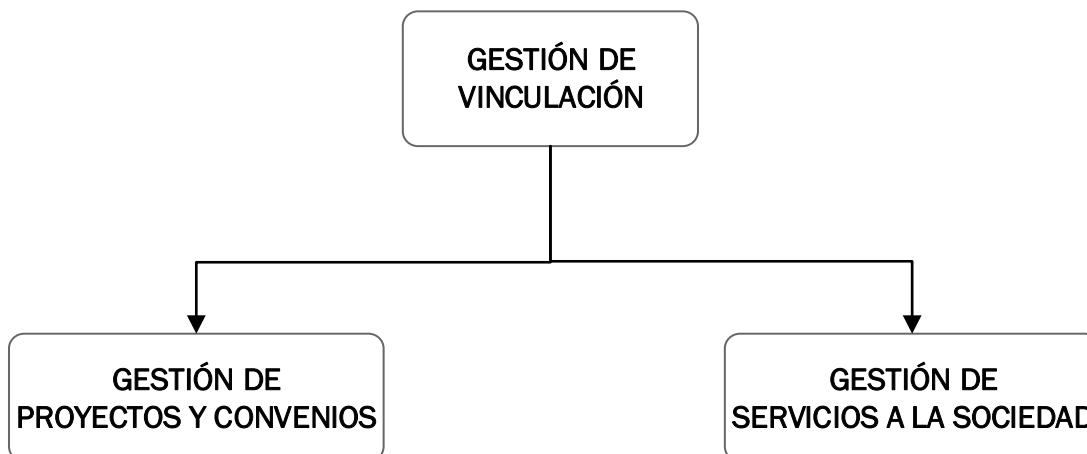 GESTIÓN DE
VINCULACIÓN
GESTIÓN DE
PROYECTOS Y CONVENIOS
GESTIÓN DE
SERVICIOS A LA SOCIEDAD